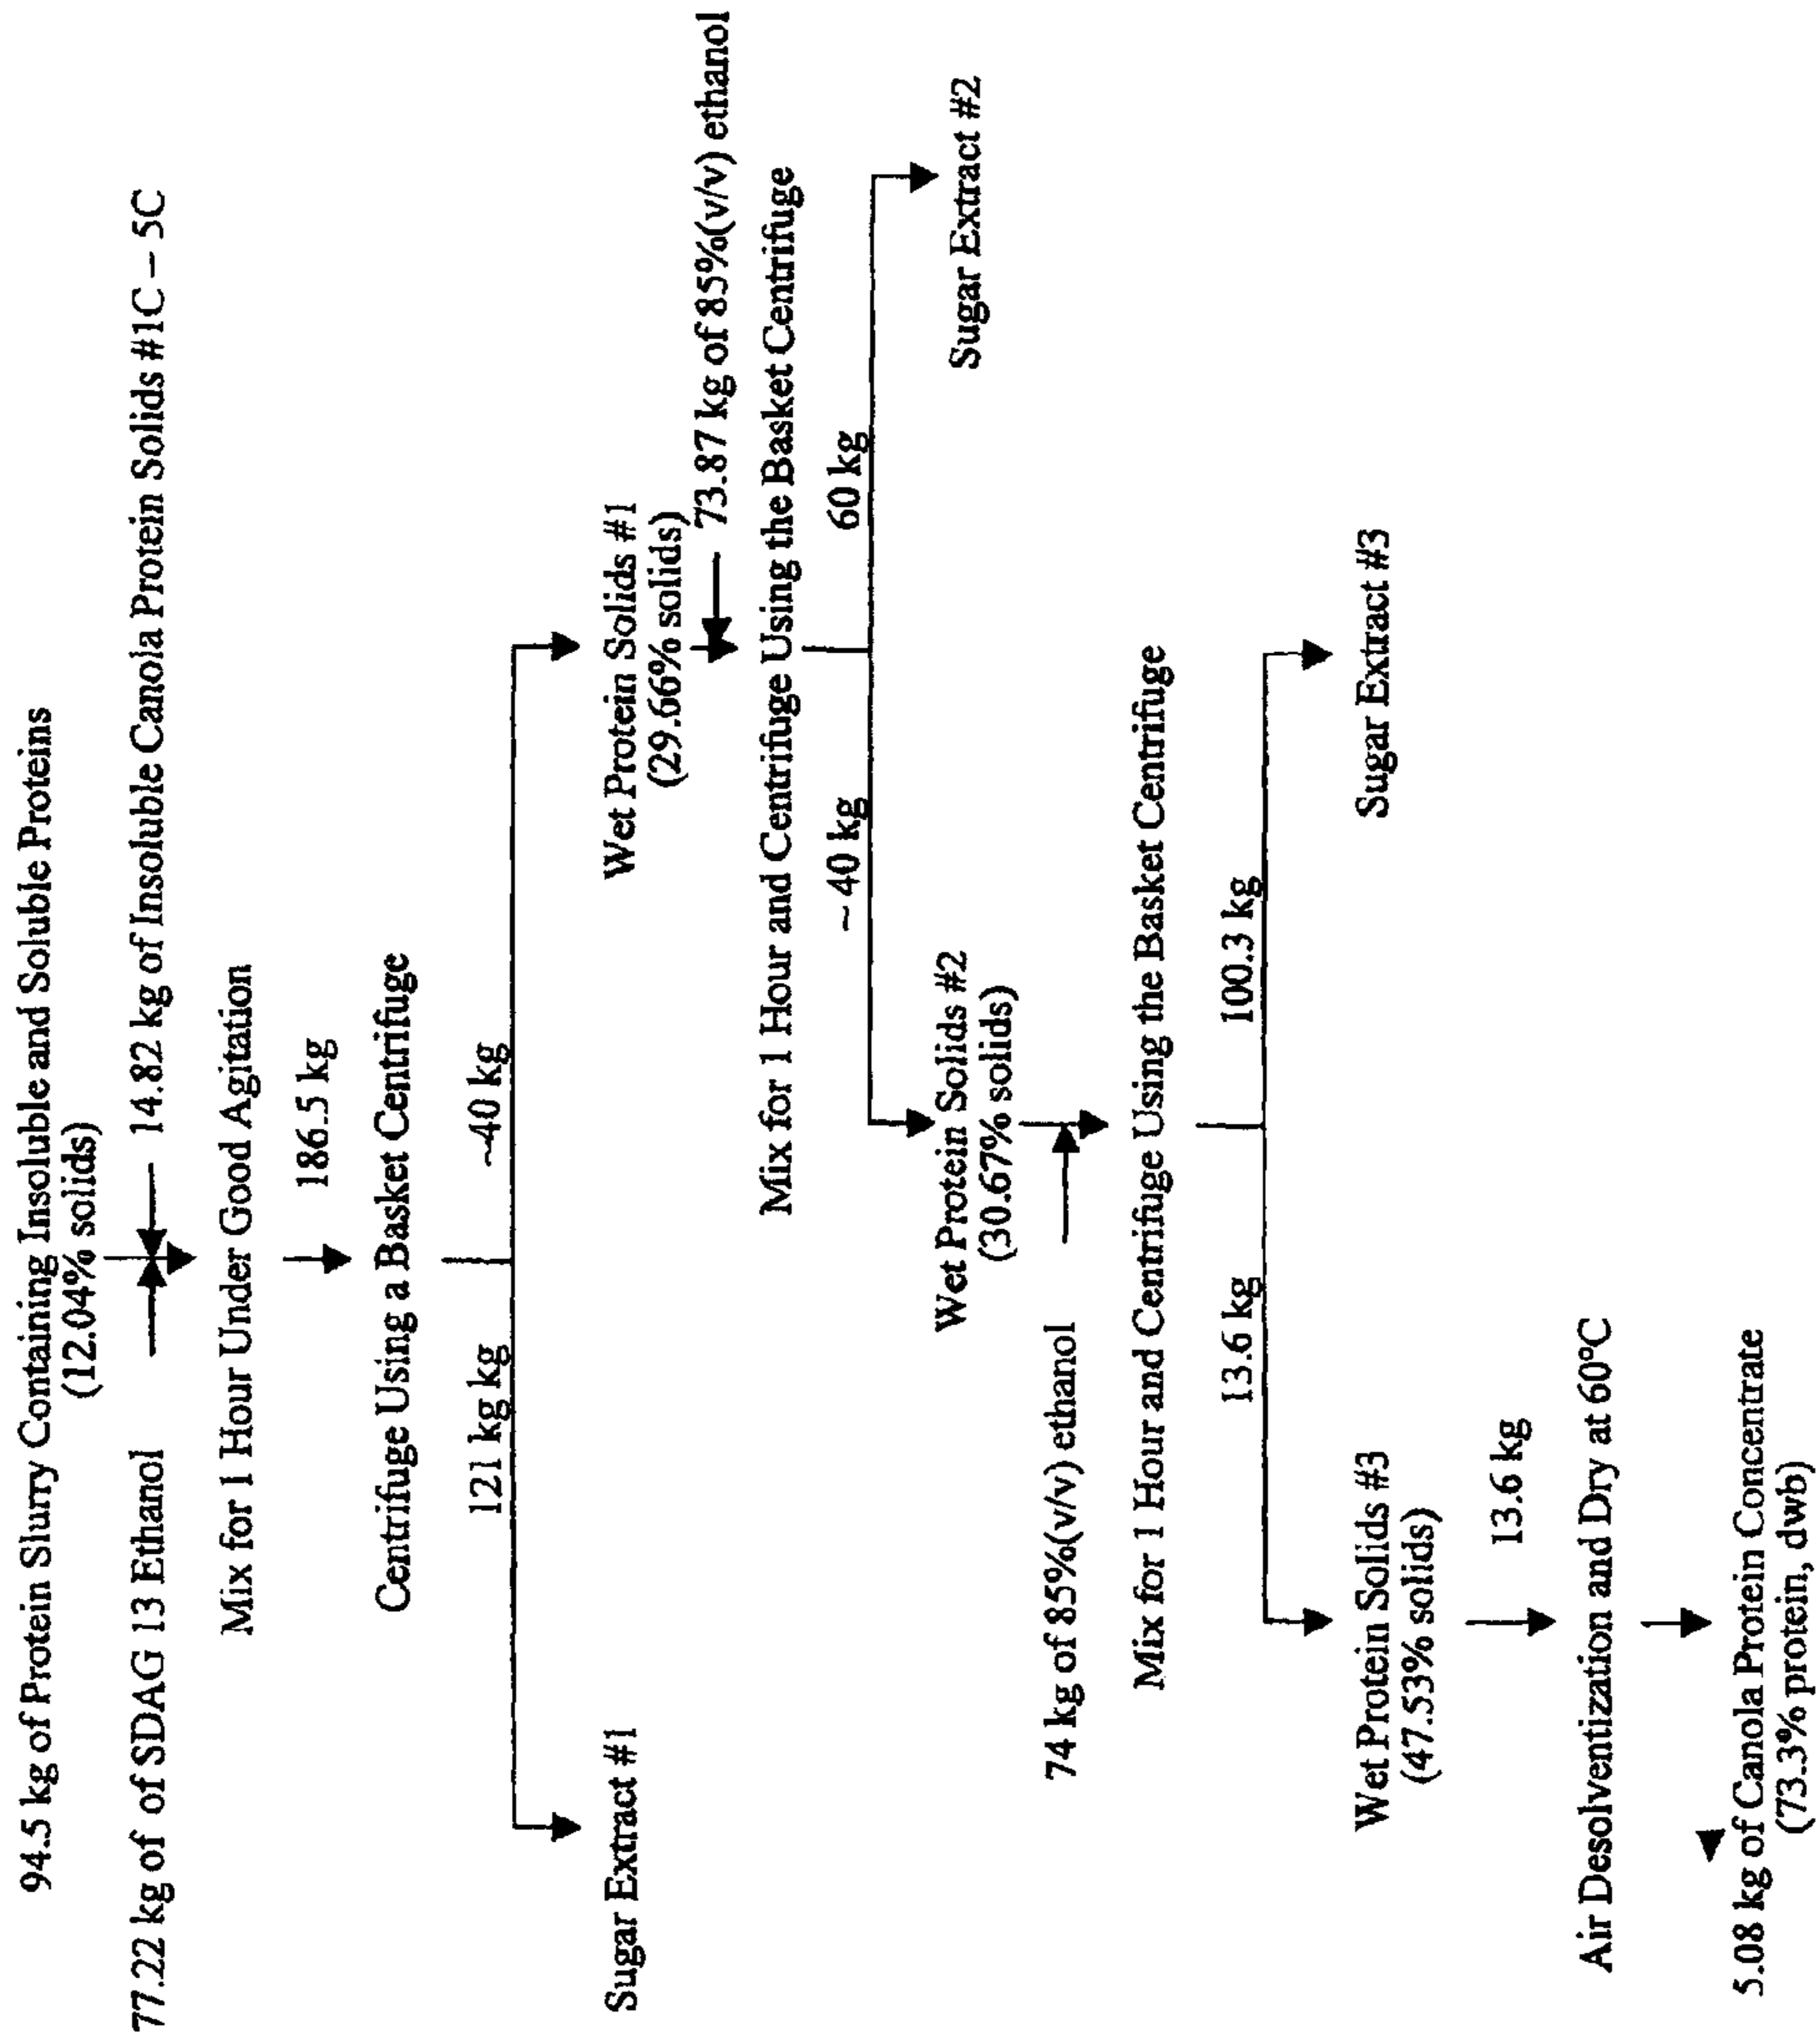 94.5 kg of Protein Slurry Containing Insoluble and Soluble Proteins
(12.04% solids)
77.22 kg of of SDAG 13 Ethanol
14.82 kg of Insoluble Canola Protein Solids #1C – 5C
Mix for 1 Hour Under Good Agitation
186.5 kg
Centrifuge Using a Basket Centrifuge
121 kg kg
~40 kg
Sugar Extract #1
Wet Protein Solids #1
(29.66% solids)
73.87 kg of 85%(v/v) ethanol
Mix for 1 Hour and Centrifuge Using the Basket Centrifuge
~ 40 kg
60 kg
Wet Protein Solids #2
(30.67% solids)
Sugar Extract #2
74 kg of 85%(v/v) ethanol
Mix for 1 Hour and Centrifuge Using the Basket Centrifuge
13.6 kg
100.3 kg
Wet Protein Solids #3
(47.53% solids)
Sugar Extract #3
13.6 kg
Air Desolventization and Dry at 60°C
5.08 kg of Canola Protein Concentrate
(73.3% protein, dwb)